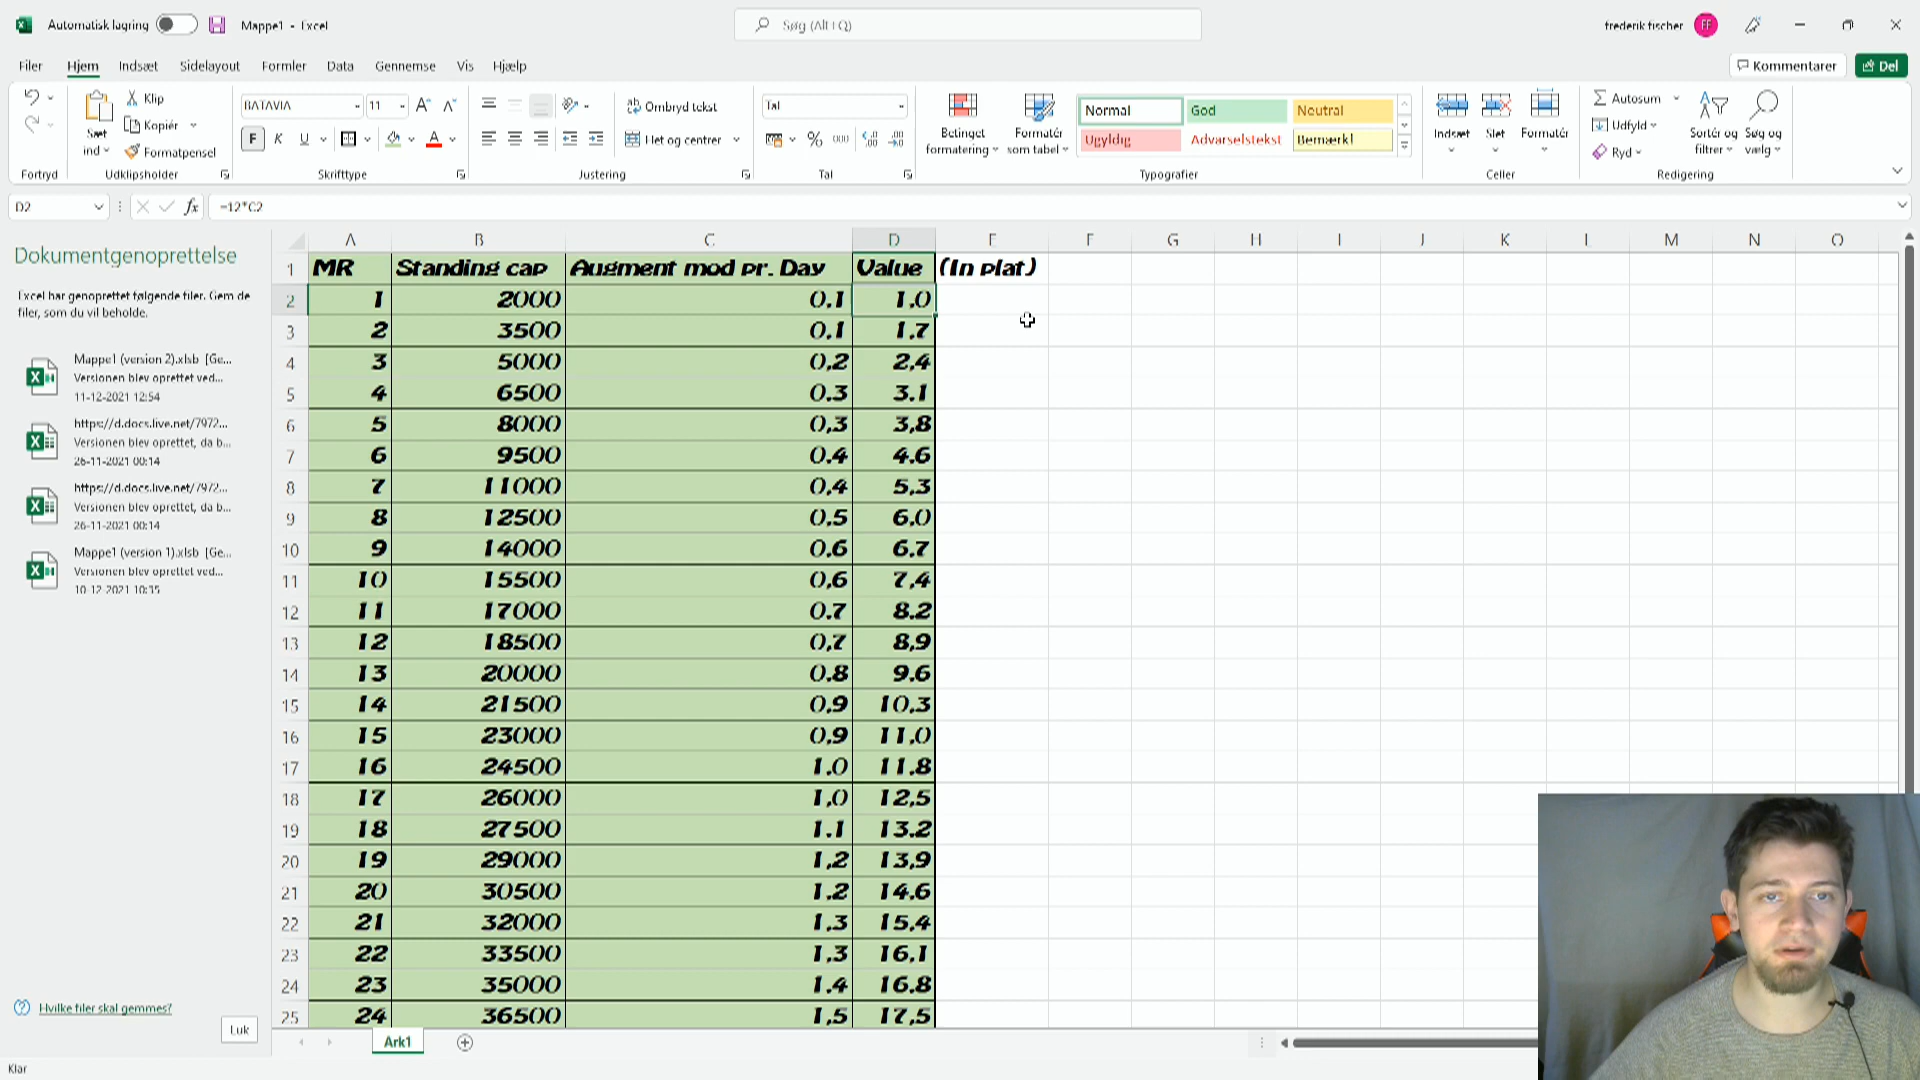 Automatisk lagring
Mappe1 - Excel
Søg (Alt+Q)
frederik fischer
FF
Filer Hjem Indsæt Sidelayout Formler Data Gennemse Vis Hjælp
Kommentarer
Del
Sæt
ind
Klip
Kopiér
Formatpensel
BATAVIA 11
F K U
Ombryd tekst
Flet og centrer
Tal
% 000
Betinget
formatering
Formatér
som tabel
Normal God Neutral
Ugyldig Advarselstekst Bemærk!
Indsæt Slet Formatér
Autosum
Udfyld
Ryd
Sortér og
filtrer
Søg og
vælg
Fortryd Udklipsholder Skrifttype Justering Tal Typografier Celler Redigering
D2
fx =12*C2
Dokumentgenoprettelse
Excel har genoprettet følgende filer. Gem de
filer, som du vil beholde.
Mappe1 (version 2).xlsb [Ge...
Versionen blev oprettet ved...
11-12-2021 12:54
https://d.docs.live.net/7972...
Versionen blev oprettet, da b...
26-11-2021 00:14
https://d.docs.live.net/7972...
Versionen blev oprettet, da b...
26-11-2021 00:14
Mappe1 (version 1).xlsb [Ge...
Versionen blev oprettet ved...
10-12-2021 10:35
Hvilke filer skal gemmes?
Luk
A B C D E F G H I J K L M N O
1 MR Standing cap Augment mod pr. Day Value (In plat)
2 1 2000 0,1 1,0
3 2 3500 0,1 1,7
4 3 5000 0,2 2,4
5 4 6500 0,3 3,1
6 5 8000 0,3 3,8
7 6 9500 0,4 4,6
8 7 11000 0,4 5,3
9 8 12500 0,5 6,0
10 9 14000 0,6 6,7
11 10 15500 0,6 7,4
12 11 17000 0,7 8,2
13 12 18500 0,7 8,9
14 13 20000 0,8 9,6
15 14 21500 0,9 10,3
16 15 23000 0,9 11,0
17 16 24500 1,0 11,8
18 17 26000 1,0 12,5
19 18 27500 1,1 13,2
20 19 29000 1,2 13,9
21 20 30500 1,2 14,6
22 21 32000 1,3 15,4
23 22 33500 1,3 16,1
24 23 35000 1,4 16,8
25 24 36500 1,5 17,5
Ark1
Klar